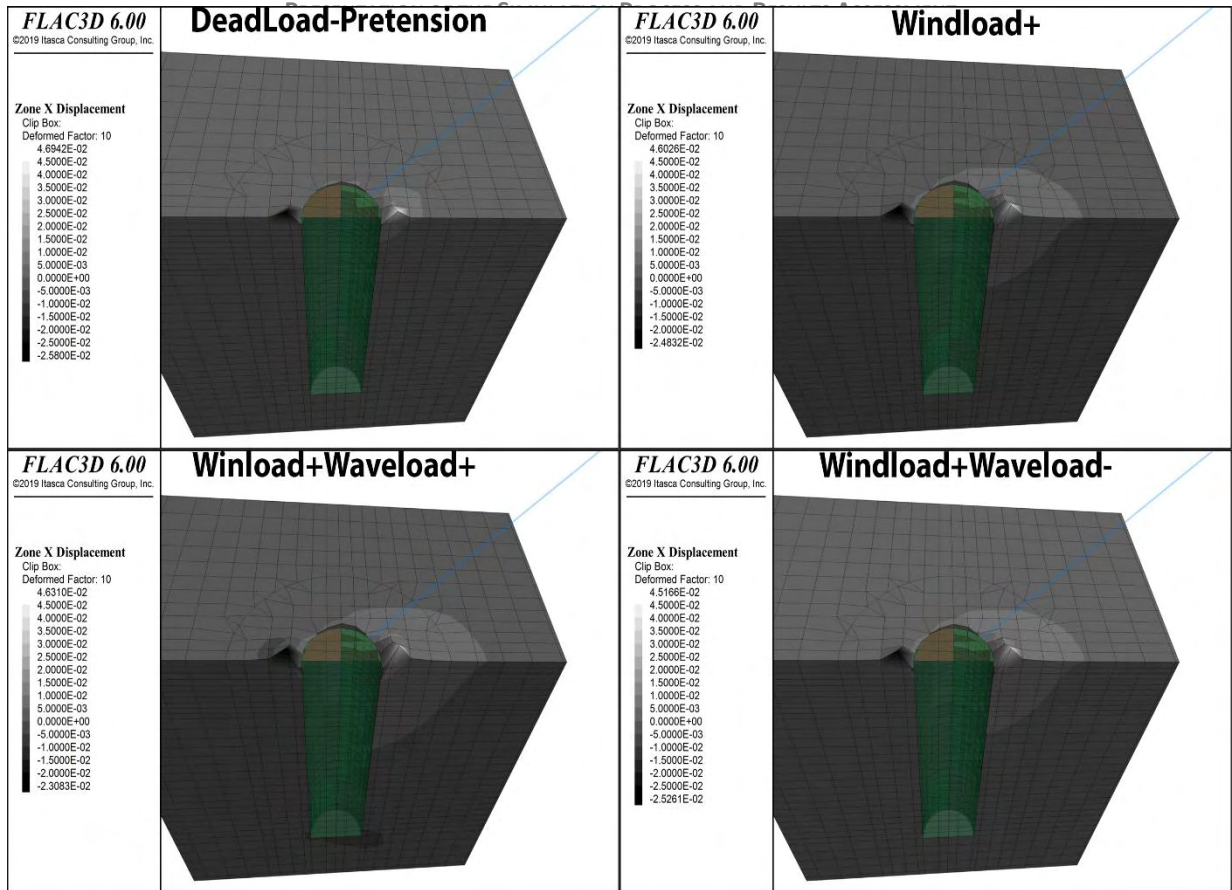 DeadLoad-Pretension
FLAC3D 6.00
©2019 Itasca Consulting Group, Inc.
Zone X Displacement
Clip Box:
Deformed Factor: 10
4.6942E-02
4.5000E-02
4.0000E-02
3.5000E-02
3.0000E-02
2.5000E-02
2.0000E-02
1.5000E-02
1.0000E-02
5.0000E-03
0.0000E+00
-5.0000E-03
-1.0000E-02
-1.5000E-02
-2.0000E-02
-2.5000E-02
-2.5800E-02
Windload+
FLAC3D 6.00
©2019 Itasca Consulting Group, Inc.
Zone X Displacement
Clip Box:
Deformed Factor: 10
4.6026E-02
4.5000E-02
4.0000E-02
3.5000E-02
3.0000E-02
2.5000E-02
2.0000E-02
1.5000E-02
1.0000E-02
5.0000E-03
0.0000E+00
-5.0000E-03
-1.0000E-02
-1.5000E-02
-2.0000E-02
-2.4832E-02
Winload+Waveload+
FLAC3D 6.00
©2019 Itasca Consulting Group, Inc.
Zone X Displacement
Clip Box:
Deformed Factor: 10
4.6310E-02
4.5000E-02
4.0000E-02
3.5000E-02
3.0000E-02
2.5000E-02
2.0000E-02
1.5000E-02
1.0000E-02
5.0000E-03
0.0000E+00
-5.0000E-03
-1.0000E-02
-1.5000E-02
-2.0000E-02
-2.3083E-02
Windload+Waveload-
FLAC3D 6.00
©2019 Itasca Consulting Group, Inc.
Zone X Displacement
Clip Box:
Deformed Factor: 10
4.5166E-02
4.5000E-02
4.0000E-02
3.5000E-02
3.0000E-02
2.5000E-02
2.0000E-02
1.5000E-02
1.0000E-02
5.0000E-03
0.0000E+00
-5.0000E-03
-1.0000E-02
-1.5000E-02
-2.0000E-02
-2.5000E-02
-2.5261E-02